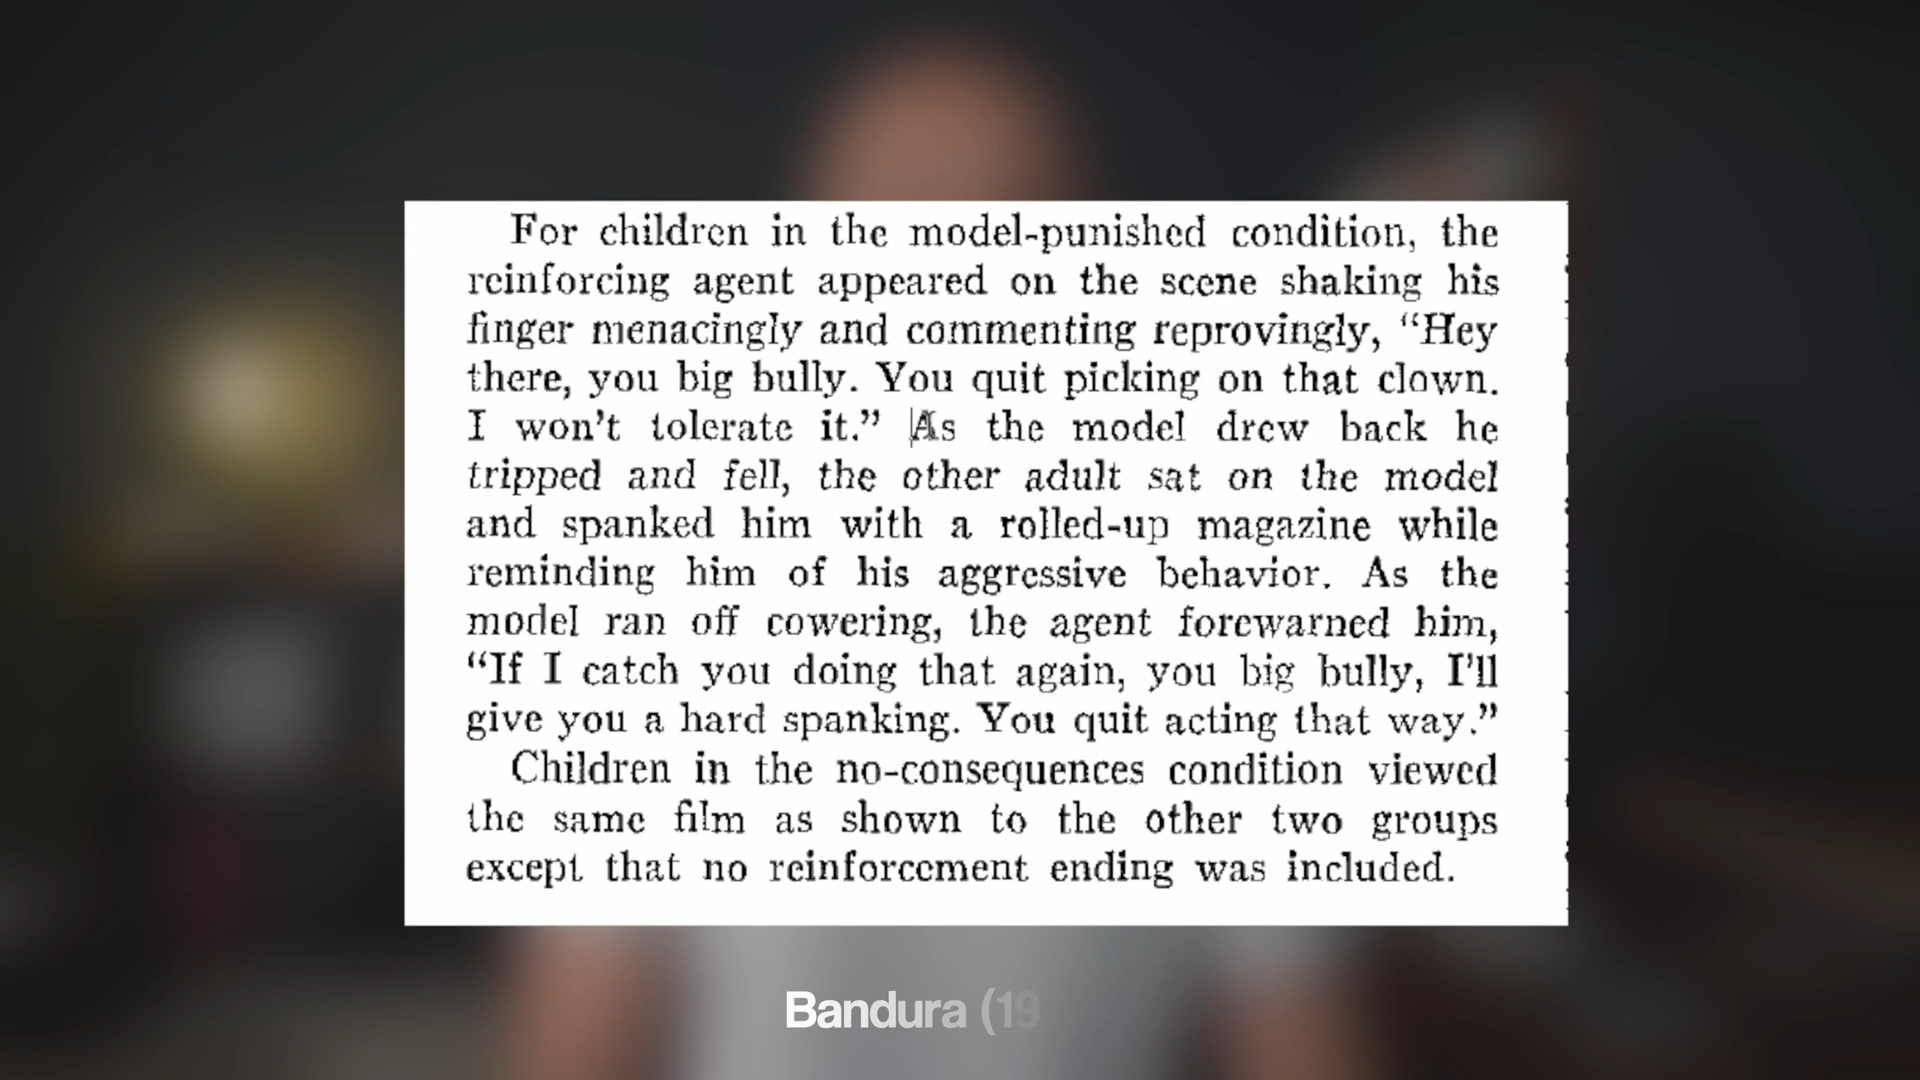 For children in the model-punished condition, the
reinforcing agent appeared on the scene shaking his
finger menacingly and commenting reprovingly, “Hey
there, you big bully. You quit picking on that clown.
I won’t tolerate it.” As the model drew back he
tripped and fell, the other adult sat on the model
and spanked him with a rolled-up magazine while
reminding him of his aggressive behavior. As the
model ran off cowering, the agent forewarned him,
“If I catch you doing that again, you big bully, I’ll
give you a hard spanking. You quit acting that way.”
Children in the no-consequences condition viewed
the same film as shown to the other two groups
except that no reinforcement ending was included.
Bandura (19